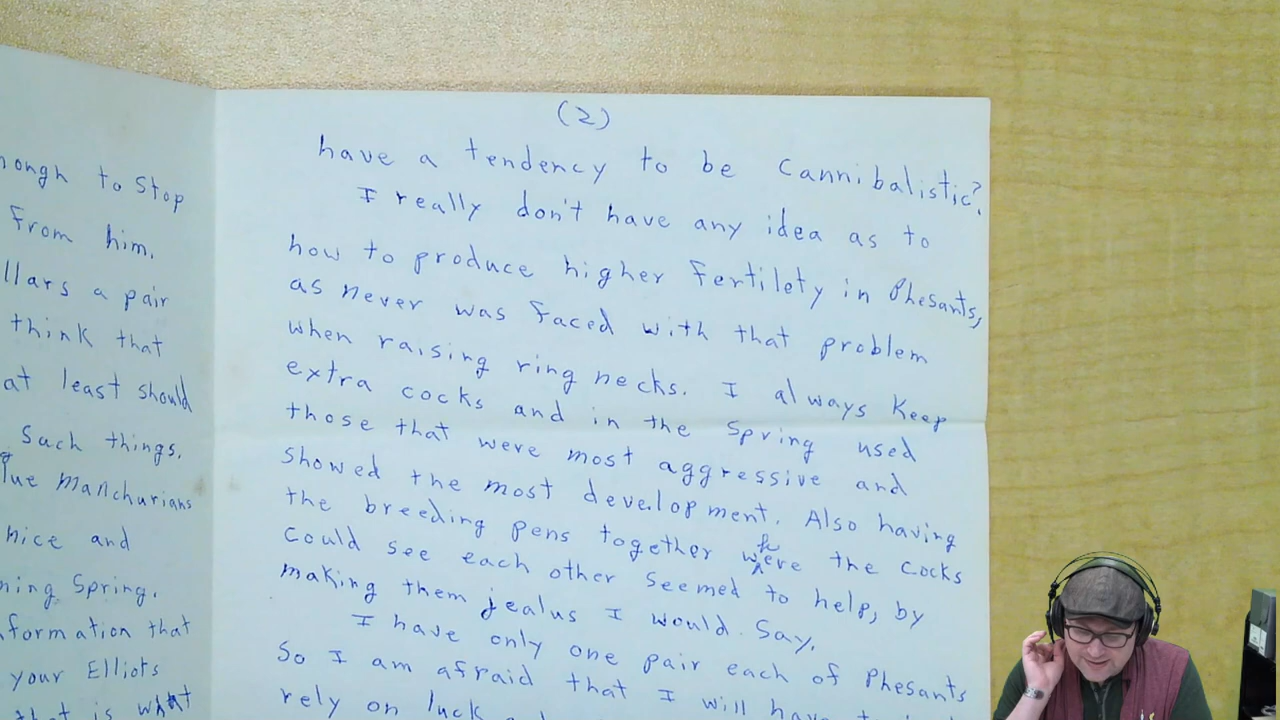 ough to Stop
From him.
llars a pair
think that
at least should
Such things.
lue Manchurians
nice and
ning Spring.
formation that
your Elliots
that is what
(2)
have a tendency to be Cannibalistic?
I really don't have any idea as to
how to produce higher Fertilety in Phesants,
as never was Faced with that problem
when raising ring necks. I always Keep
extra cocks and in the Spring used
those that were most aggressive and
showed the most development. Also having
the breeding pens together where the cocks
Could see each other Seemed to help, by
making them jealus I would Say.
I have only one pair each of Phesants
So I am afraid that I will have
rely on luck